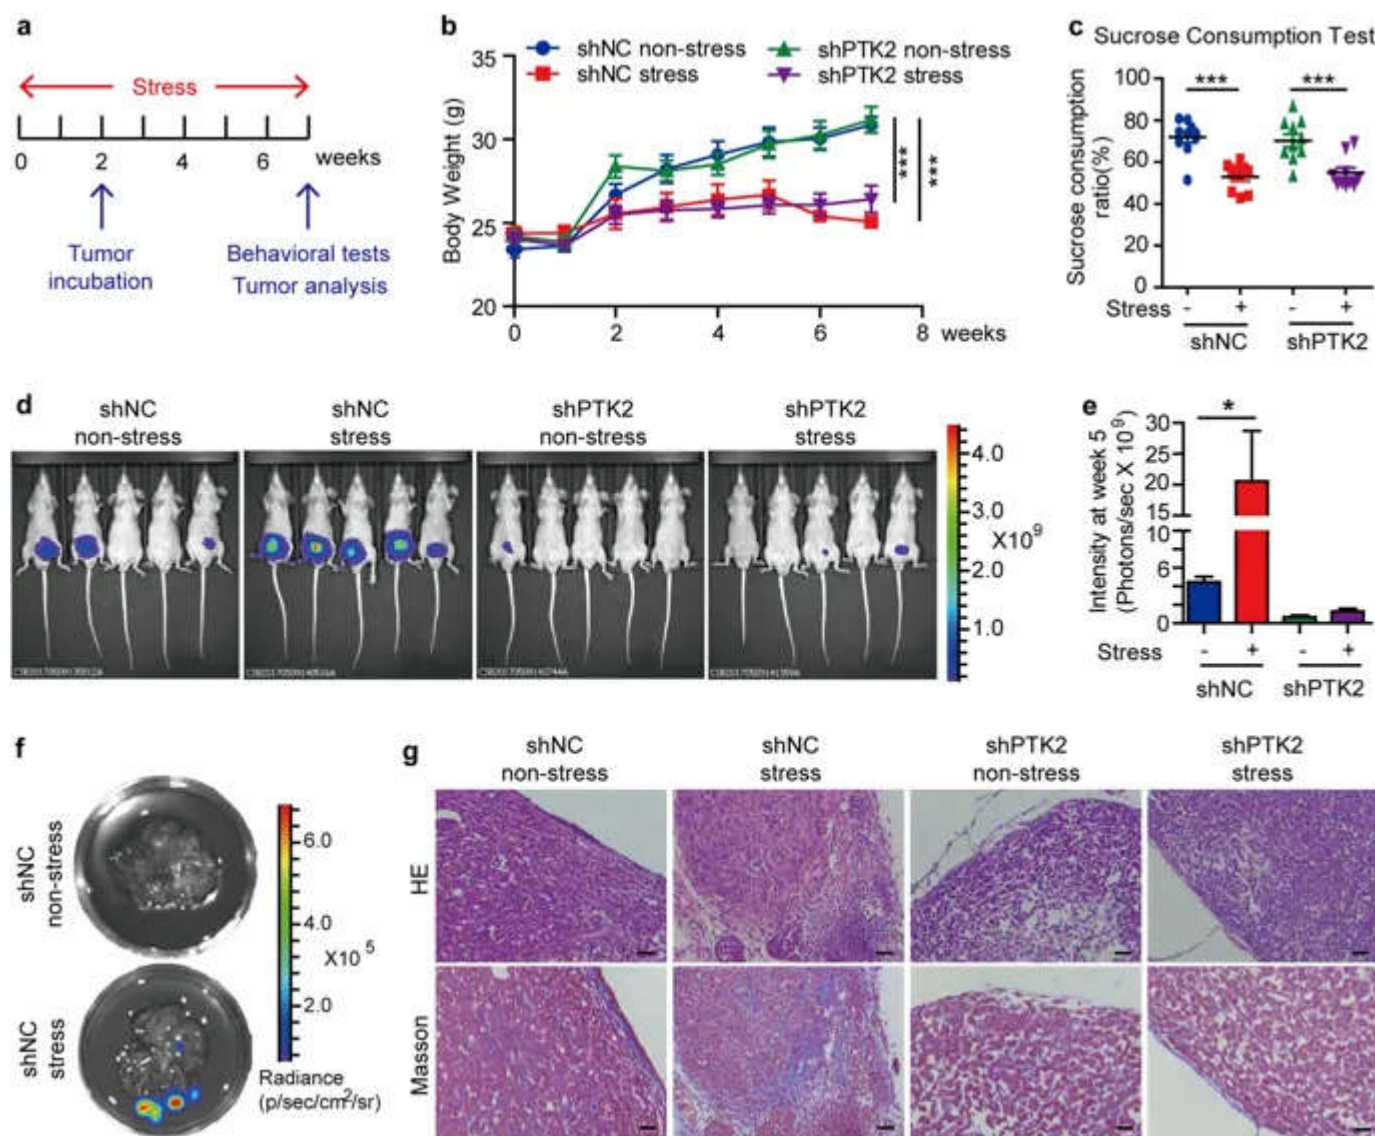 a
Stress
0 2 4 6 weeks
Tumor
incubation
Behavioral tests
Tumor analysis
b
shNC non-stress
shNC stress
shPTK2 non-stress
shPTK2 stress
Body Weight (g)
35
30
25
20
0 2 4 6 8 weeks
***
***
c Sucrose Consumption Test
Sucrose consumption
ratio(%)
100
80
60
40
20
0
*** ***
Stress - + - +
shNC shPTK2
d
shNC
non-stress
shNC
stress
shPTK2
non-stress
shPTK2
stress
4.0
3.0
X10⁹
2.0
1.0
e
Intensity at week 5
(Photons/sec X 10⁹)
30
25
20
15
10
6
0
*
Stress - + - +
shNC shPTK2
f
shNC
non-stress
shNC
stress
6.0
4.0
X10⁵
2.0
Radiance
(p/sec/cm²/sr)
g
shNC
non-stress
shNC
stress
shPTK2
non-stress
shPTK2
stress
HE
Masson